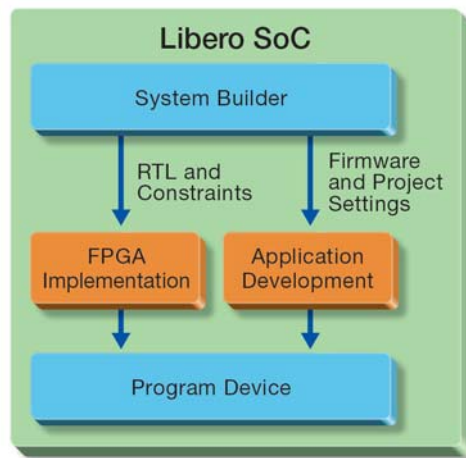 Libero SoC
System Builder
RTL and
Constraints
Firmware
and Project
Settings
FPGA
Implementation
Application
Development
Program Device